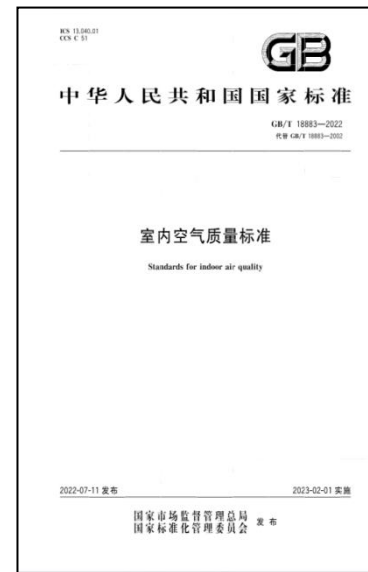 ICS 13.040.01
CCS C 51
GB
中华人民共和国国家标准
GB/T 18883—2022
代替 GB/T 18883—2002
室内空气质量标准
Standards for indoor air quality
2022-07-11 发布
2023-02-01 实施
国家市场监督管理总局
国家标准化管理委员会
发布